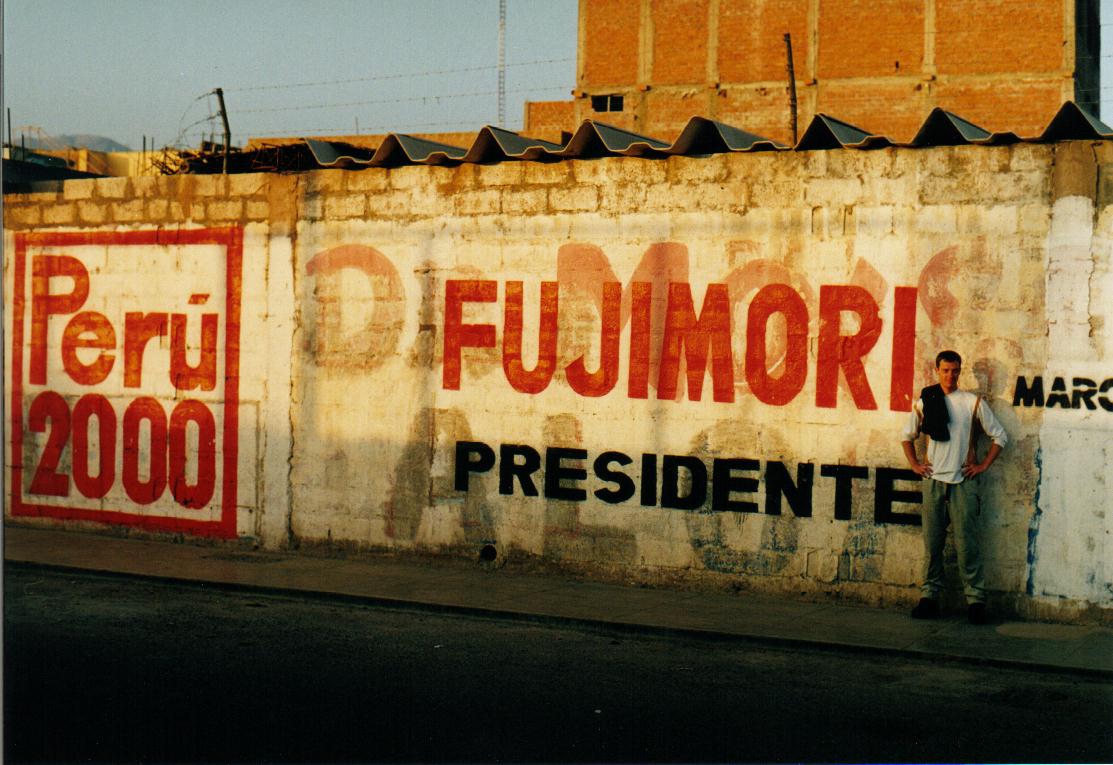 Perú
2000
FUJIMORI
PRESIDENTE
MARC